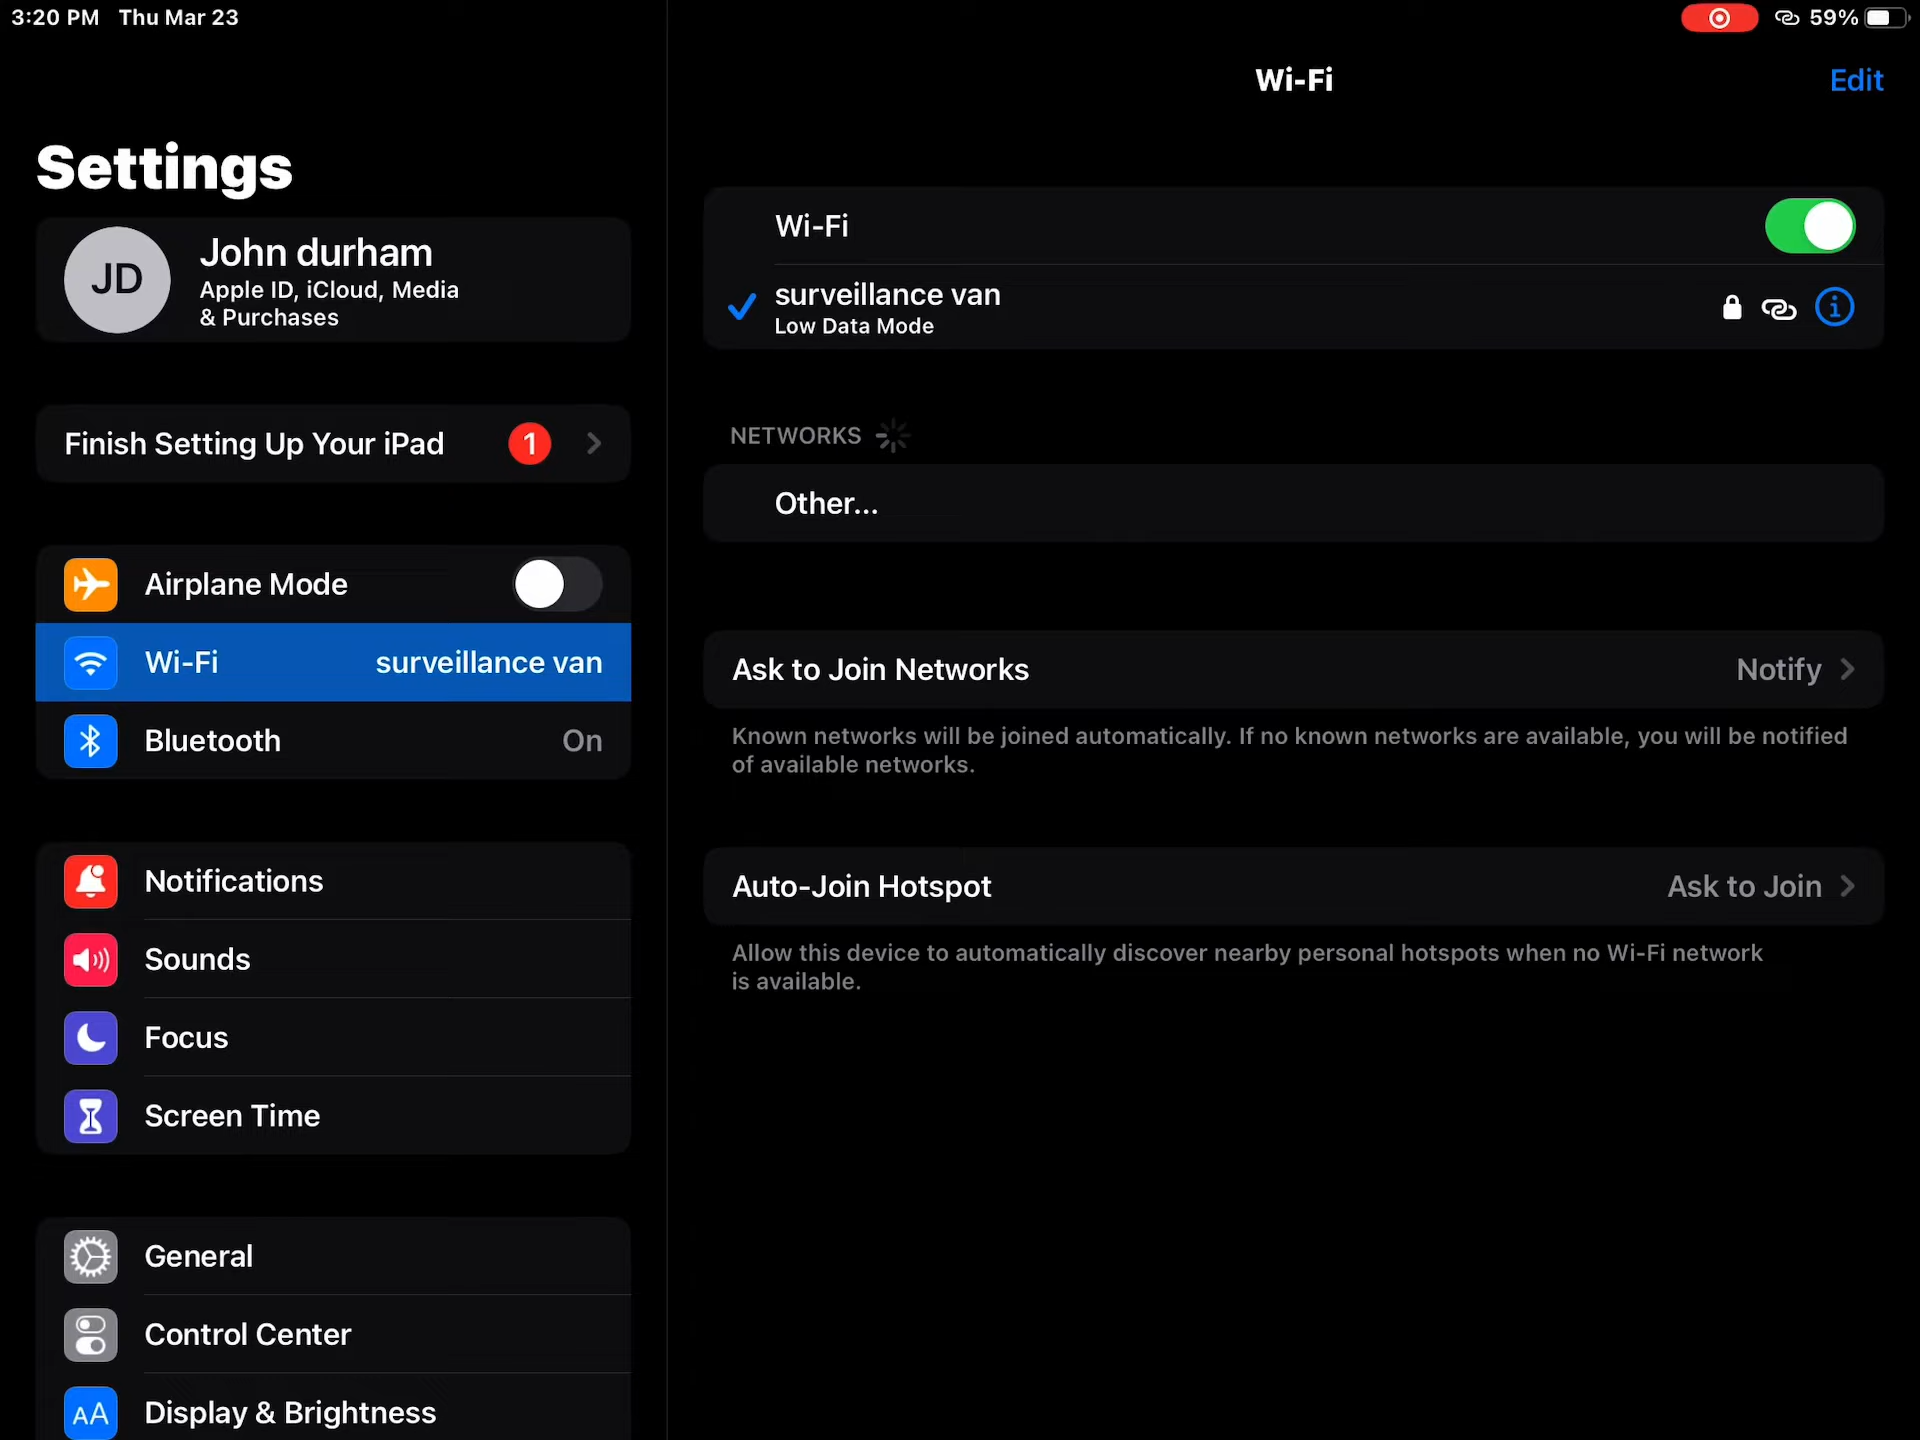 3:20 PM Thu Mar 23
59%
Settings
JD
John durham
Apple ID, iCloud, Media
& Purchases
Finish Setting Up Your iPad 1
Airplane Mode
Wi-Fi surveillance van
Bluetooth On
Notifications
Sounds
Focus
Screen Time
General
Control Center
AA Display & Brightness
Wi-Fi
Edit
Wi-Fi
surveillance van
Low Data Mode
NETWORKS
Other...
Ask to Join Networks Notify
Known networks will be joined automatically. If no known networks are available, you will be notified
of available networks.
Auto-Join Hotspot Ask to Join
Allow this device to automatically discover nearby personal hotspots when no Wi-Fi network
is available.